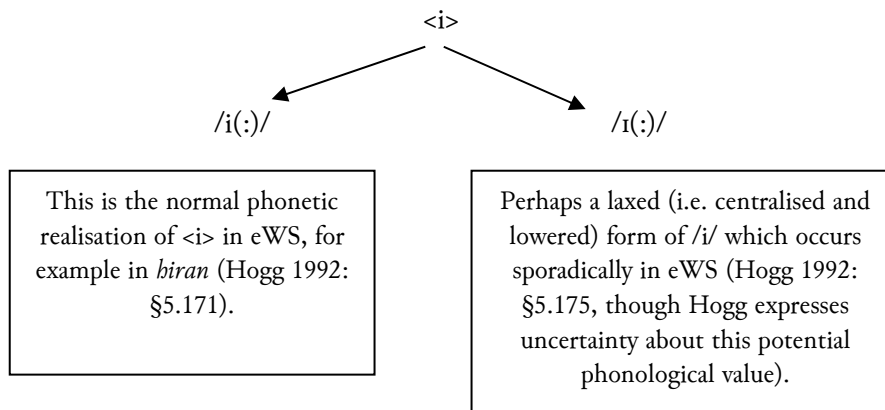 <i>
/i(:)/
/ɪ(:)/
This is the normal phonetic
realisation of <i> in eWS, for
example in hiran (Hogg 1992:
§5.171).
Perhaps a laxed (i.e. centralised and
lowered) form of /i/ which occurs
sporadically in eWS (Hogg 1992:
§5.175, though Hogg expresses
uncertainty about this potential
phonological value).